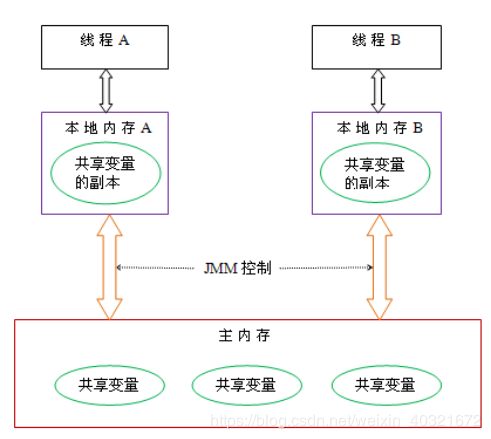 线程 A
线程 B
本地内存 A
本地内存 B
共享变量
的副本
共享变量
的副本
JMM 控制
主内存
共享变量
共享变量
共享变量
https://blog.csdn.net/weixin_40321672